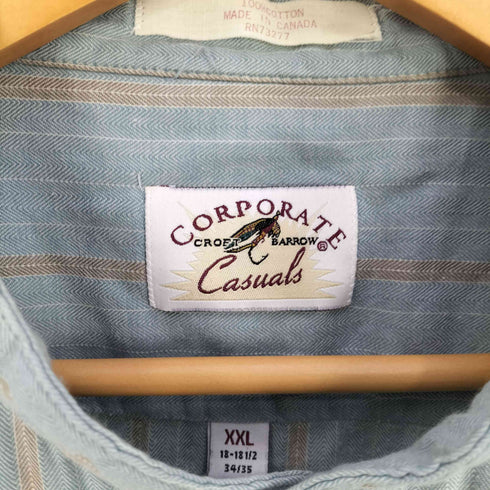 100% COTTON
MADE IN CANADA
RN73277
CORPORATE
CROFT BARROW®
Casuals
XXL
18-18 1/2
34/35